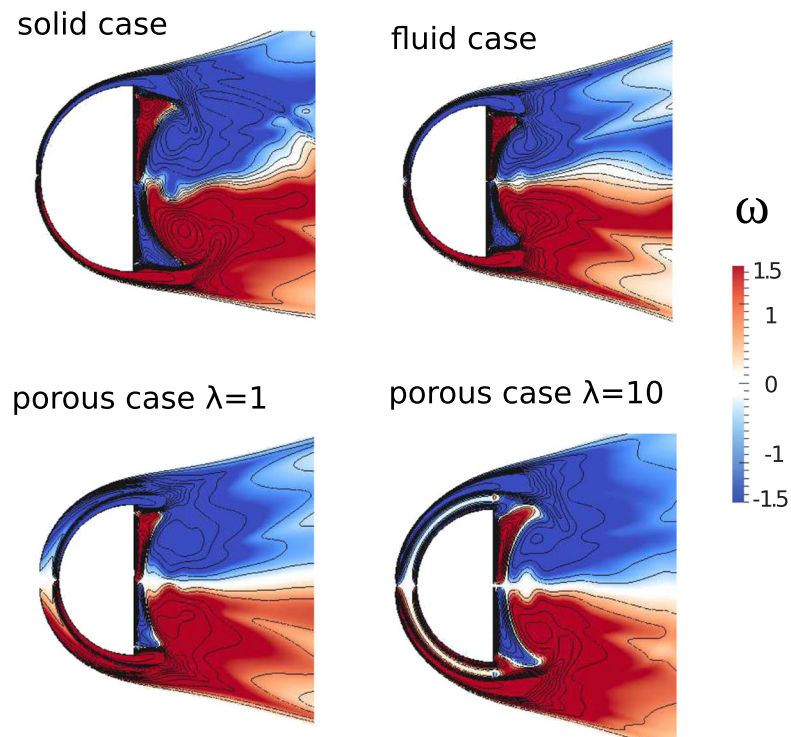 solid case
fluid case
ω
1.5
1
0
-1
-1.5
porous case λ=1
porous case λ=10